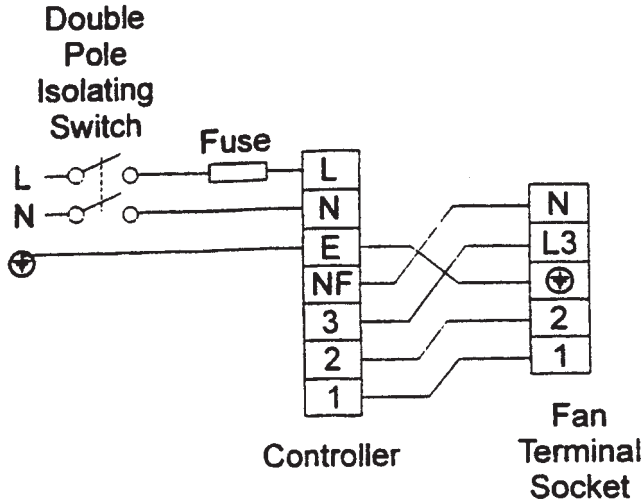 Double
Pole
Isolating
Switch
Fuse
L
N
L
N
E
NF
3
2
1
N
L3
2
1
Controller
Fan
Terminal
Socket